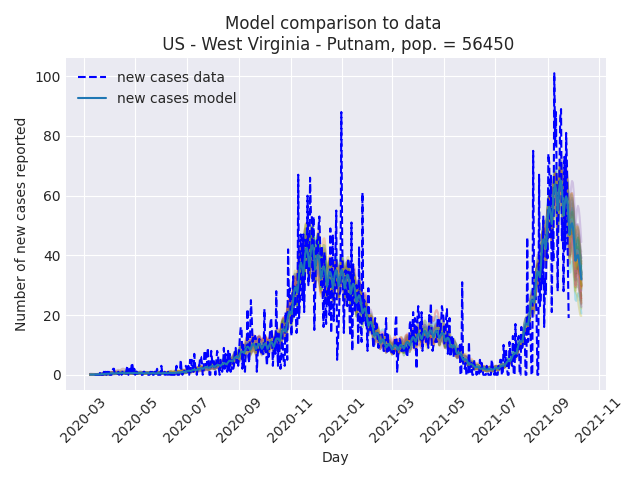 Model comparison to data
US - West Virginia - Putnam, pop. = 56450
new cases data
new cases model
Number of new cases reported
100
80
60
40
20
0
2020-03
2020-05
2020-07
2020-09
2020-11
2021-01
2021-03
2021-05
2021-07
2021-09
2021-11
Day